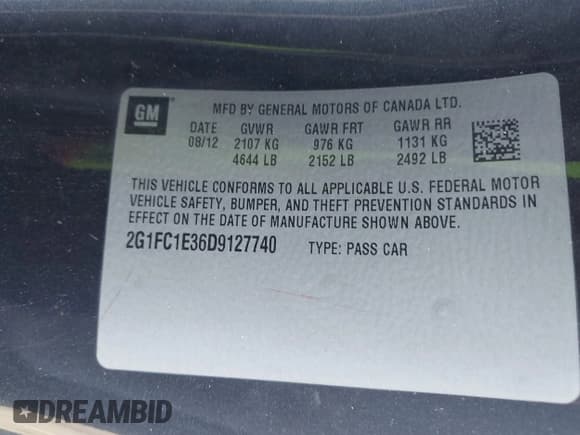 GM
MFD BY GENERAL MOTORS OF CANADA LTD.
DATE GVWR GAWR FRT GAWR RR
08/12 2107 KG 976 KG 1131 KG
4644 LB 2152 LB 2492 LB
THIS VEHICLE CONFORMS TO ALL APPLICABLE U.S. FEDERAL MOTOR
VEHICLE SAFETY, BUMPER, AND THEFT PREVENTION STANDARDS IN
EFFECT ON THE DATE OF MANUFACTURE SHOWN ABOVE.
2G1FC1E36D9127740 TYPE: PASS CAR
DREAMBID